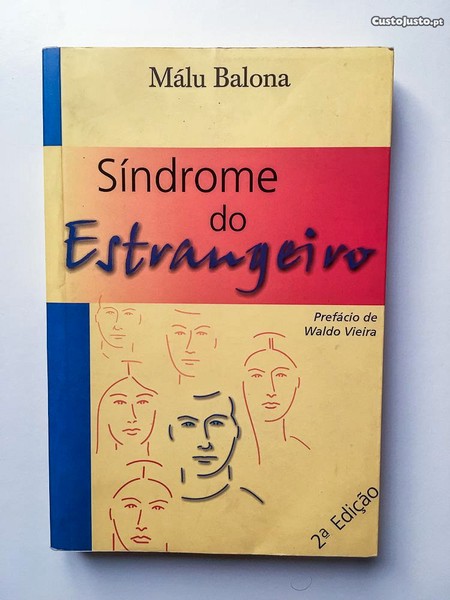 CustoJusto.pt
Málu Balona
Síndrome
do
Estrangeiro
Prefácio de
Waldo Vieira
2ª Edição